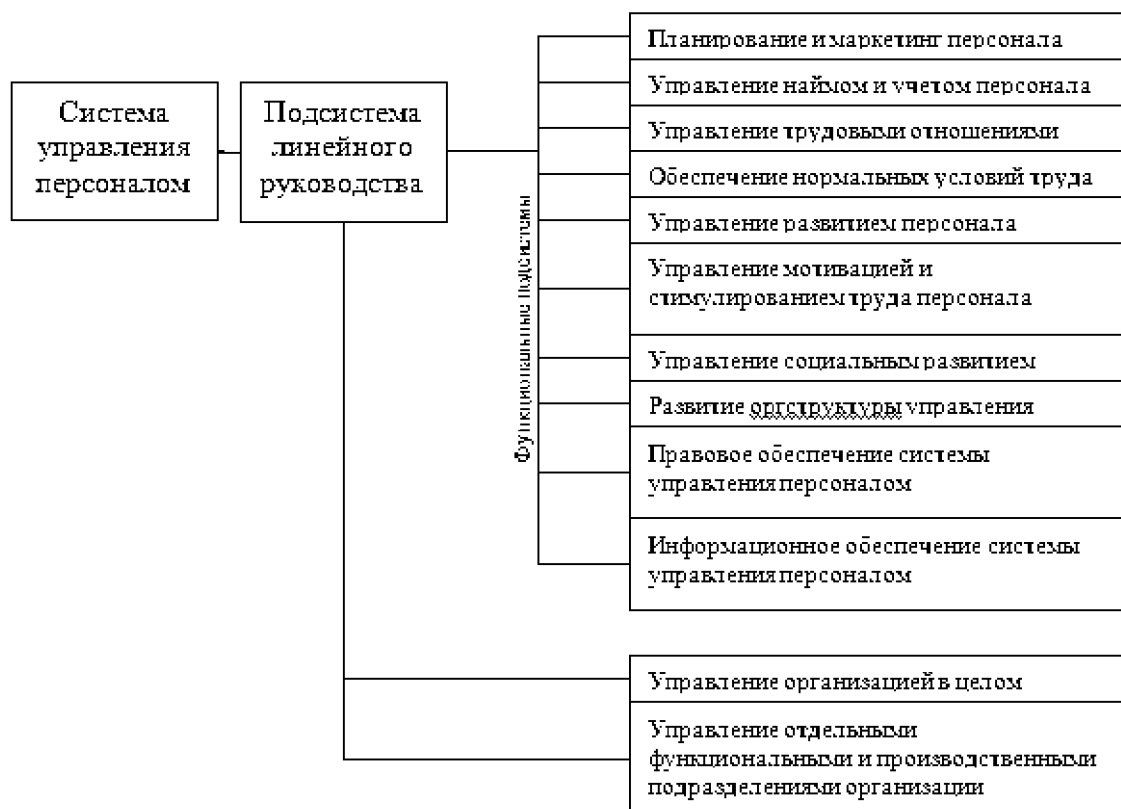 Система
управления
персоналом
Подсистема
линейного
руководства
Функциональные подсистемы
Планирование и маркетинг персонала
Управление наймом и учетом персонала
Управление трудовыми отношениями
Обеспечение нормальных условий труда
Управление развитием персонала
Управление мотивацией и
стимулированием труда персонала
Управление социальным развитием
Развитие оргструктуры управления
Правовое обеспечение системы
управления персоналом
Информационное обеспечение системы
управления персоналом
Управление организацией в целом
Управление отдельными
функциональными и производственными
подразделениями организации